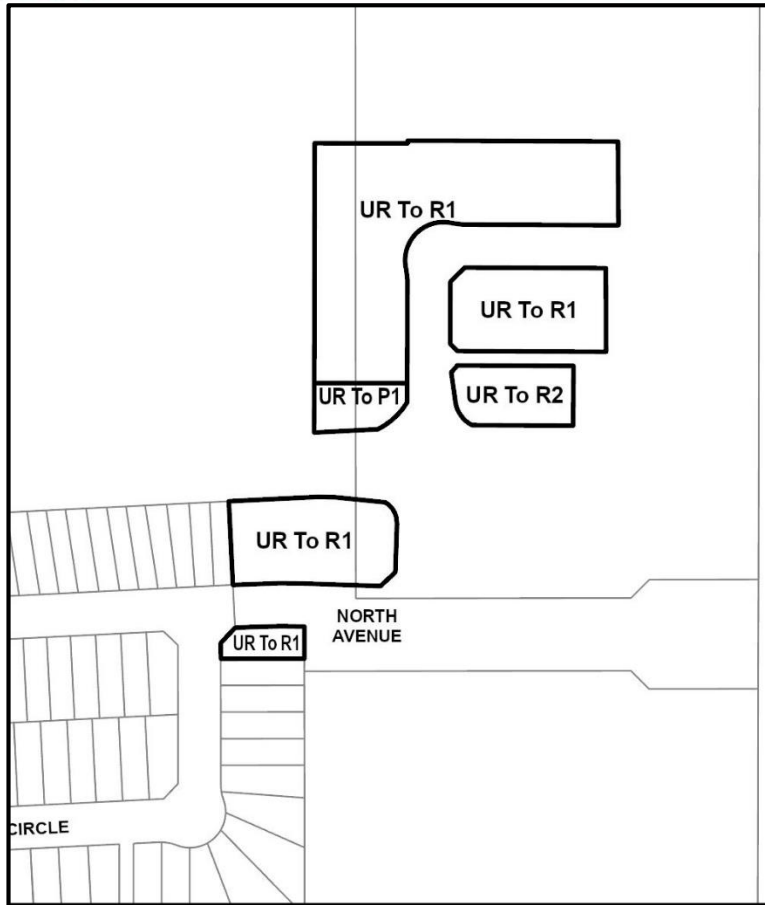 UR To R1
UR To R1
UR To P1
UR To R2
UR To R1
NORTH
AVENUE
UR To R1
CIRCLE